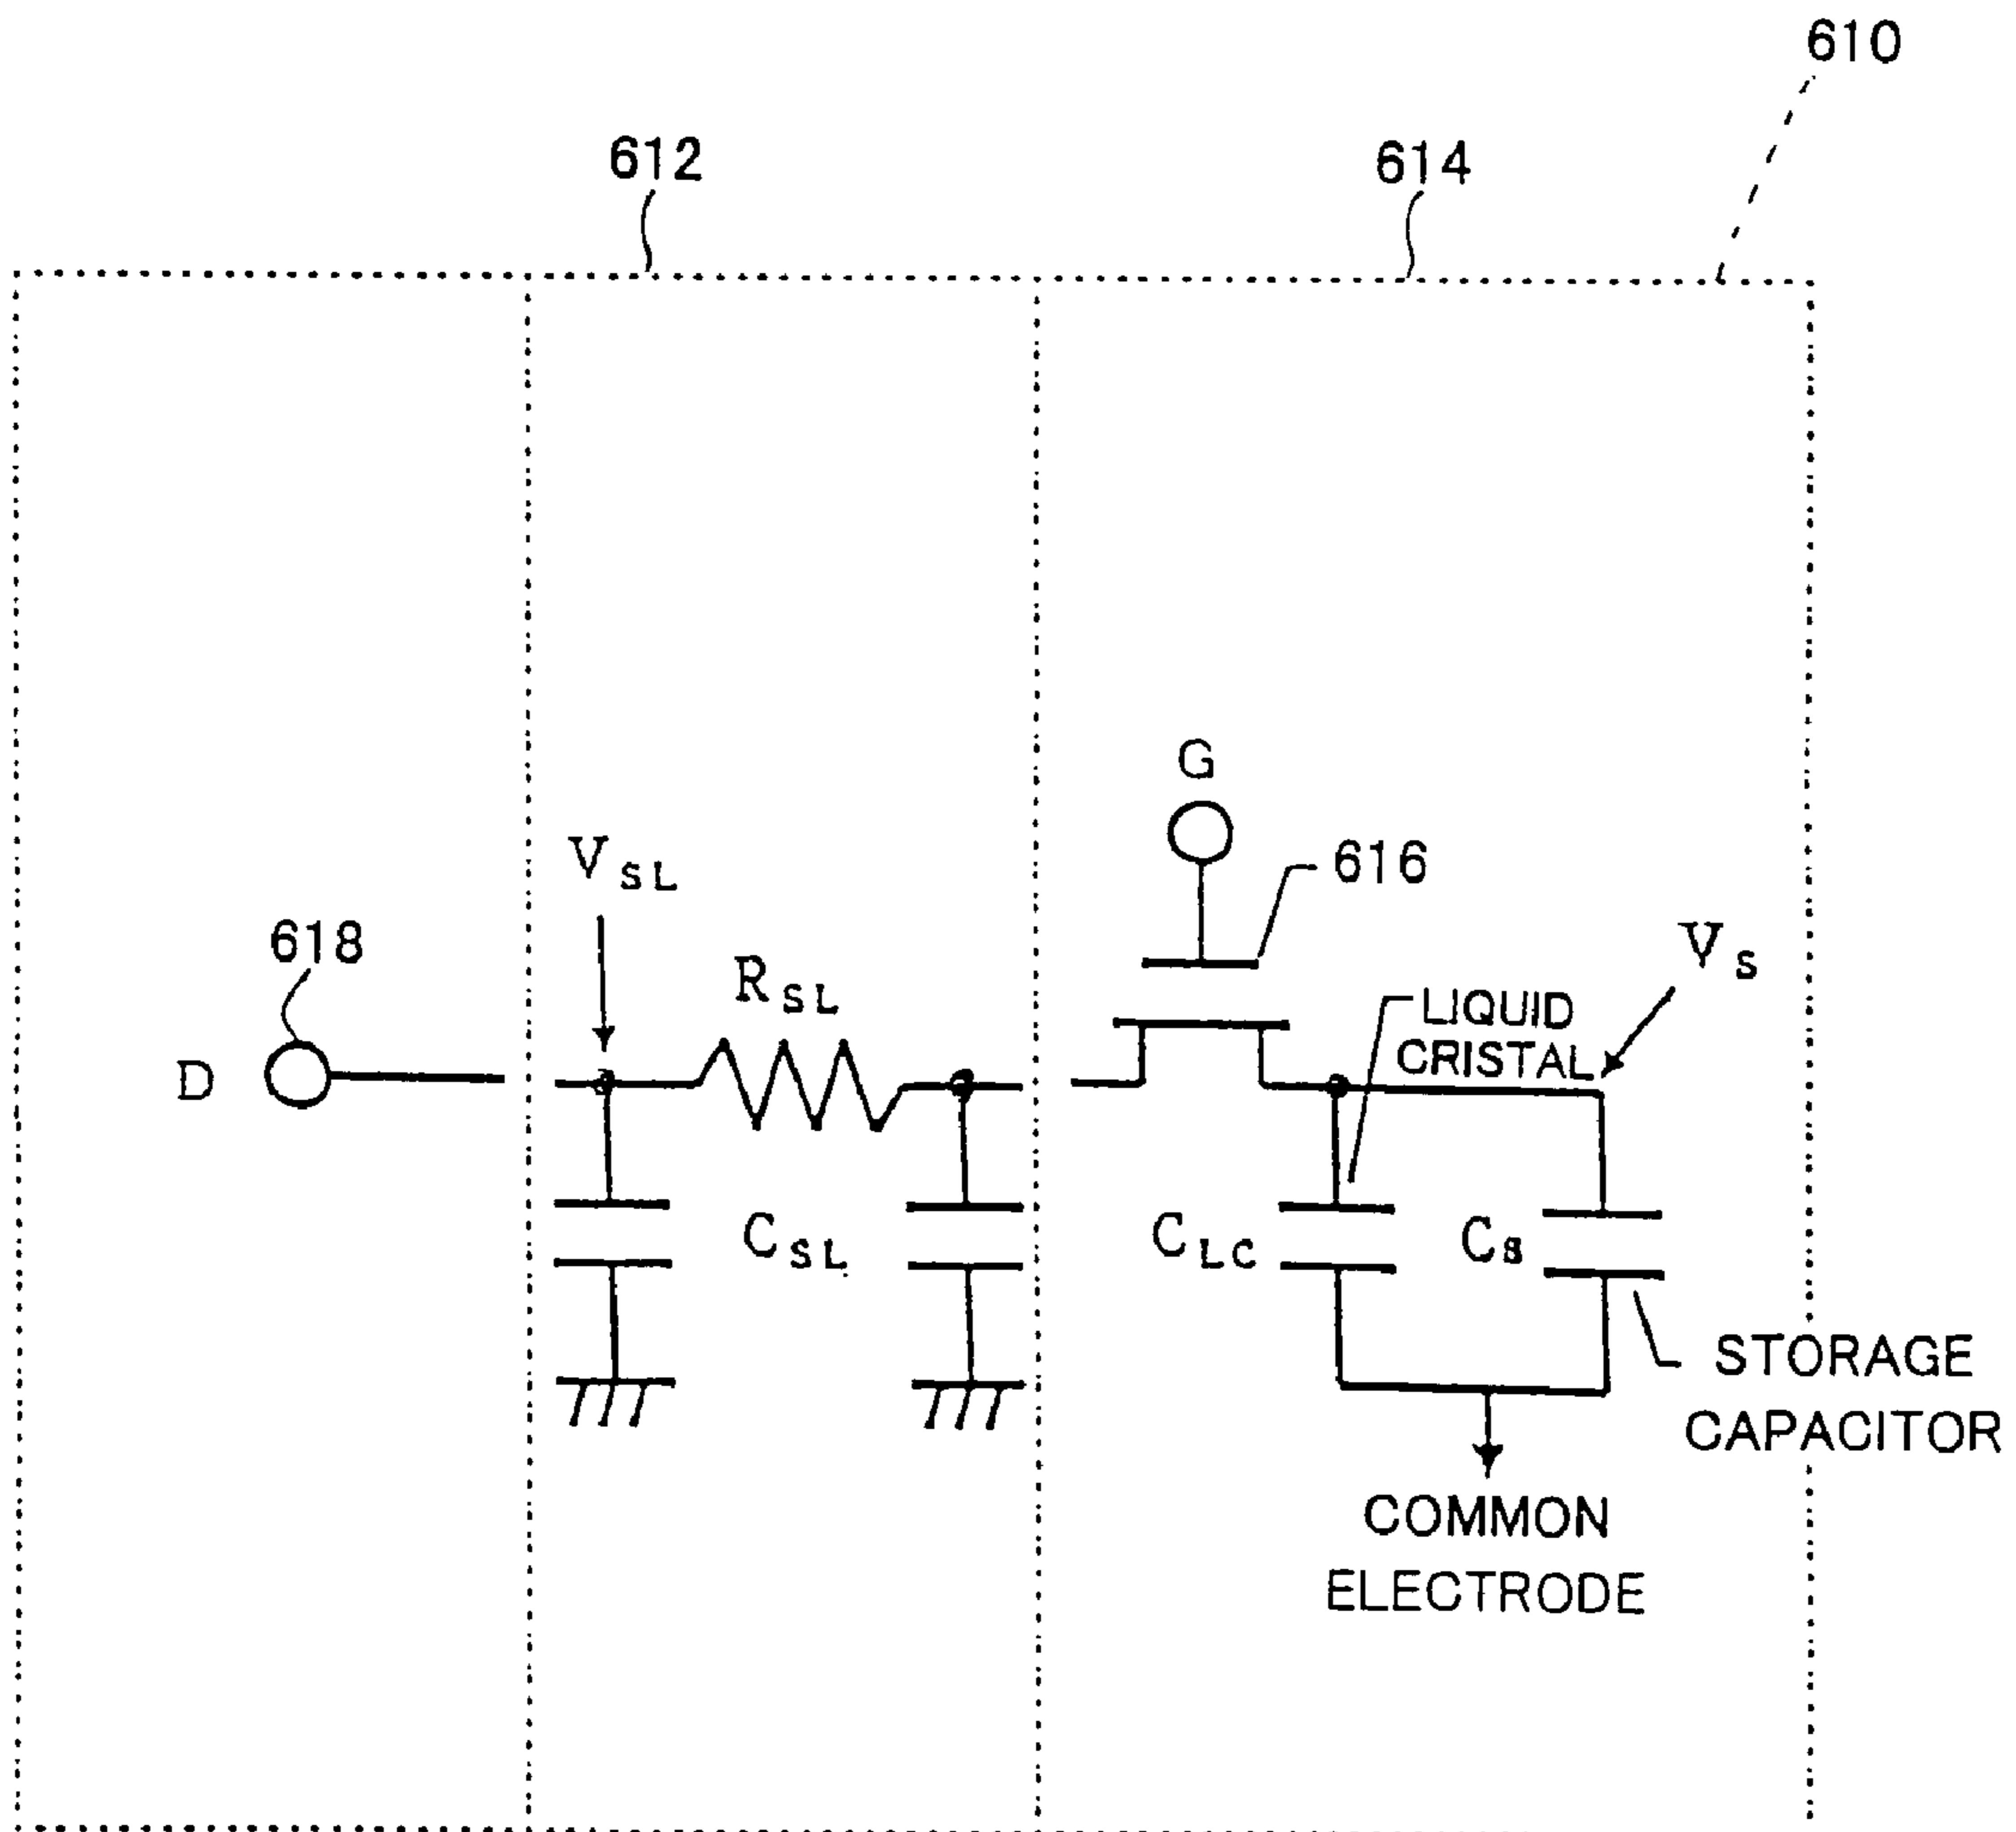 610
612
614
G
616
V_SL
618
V_S
R_SL
LIQUID
CRISTAL
D
C_SL
C_LC
C_S
STORAGE
CAPACITOR
COMMON
ELECTRODE